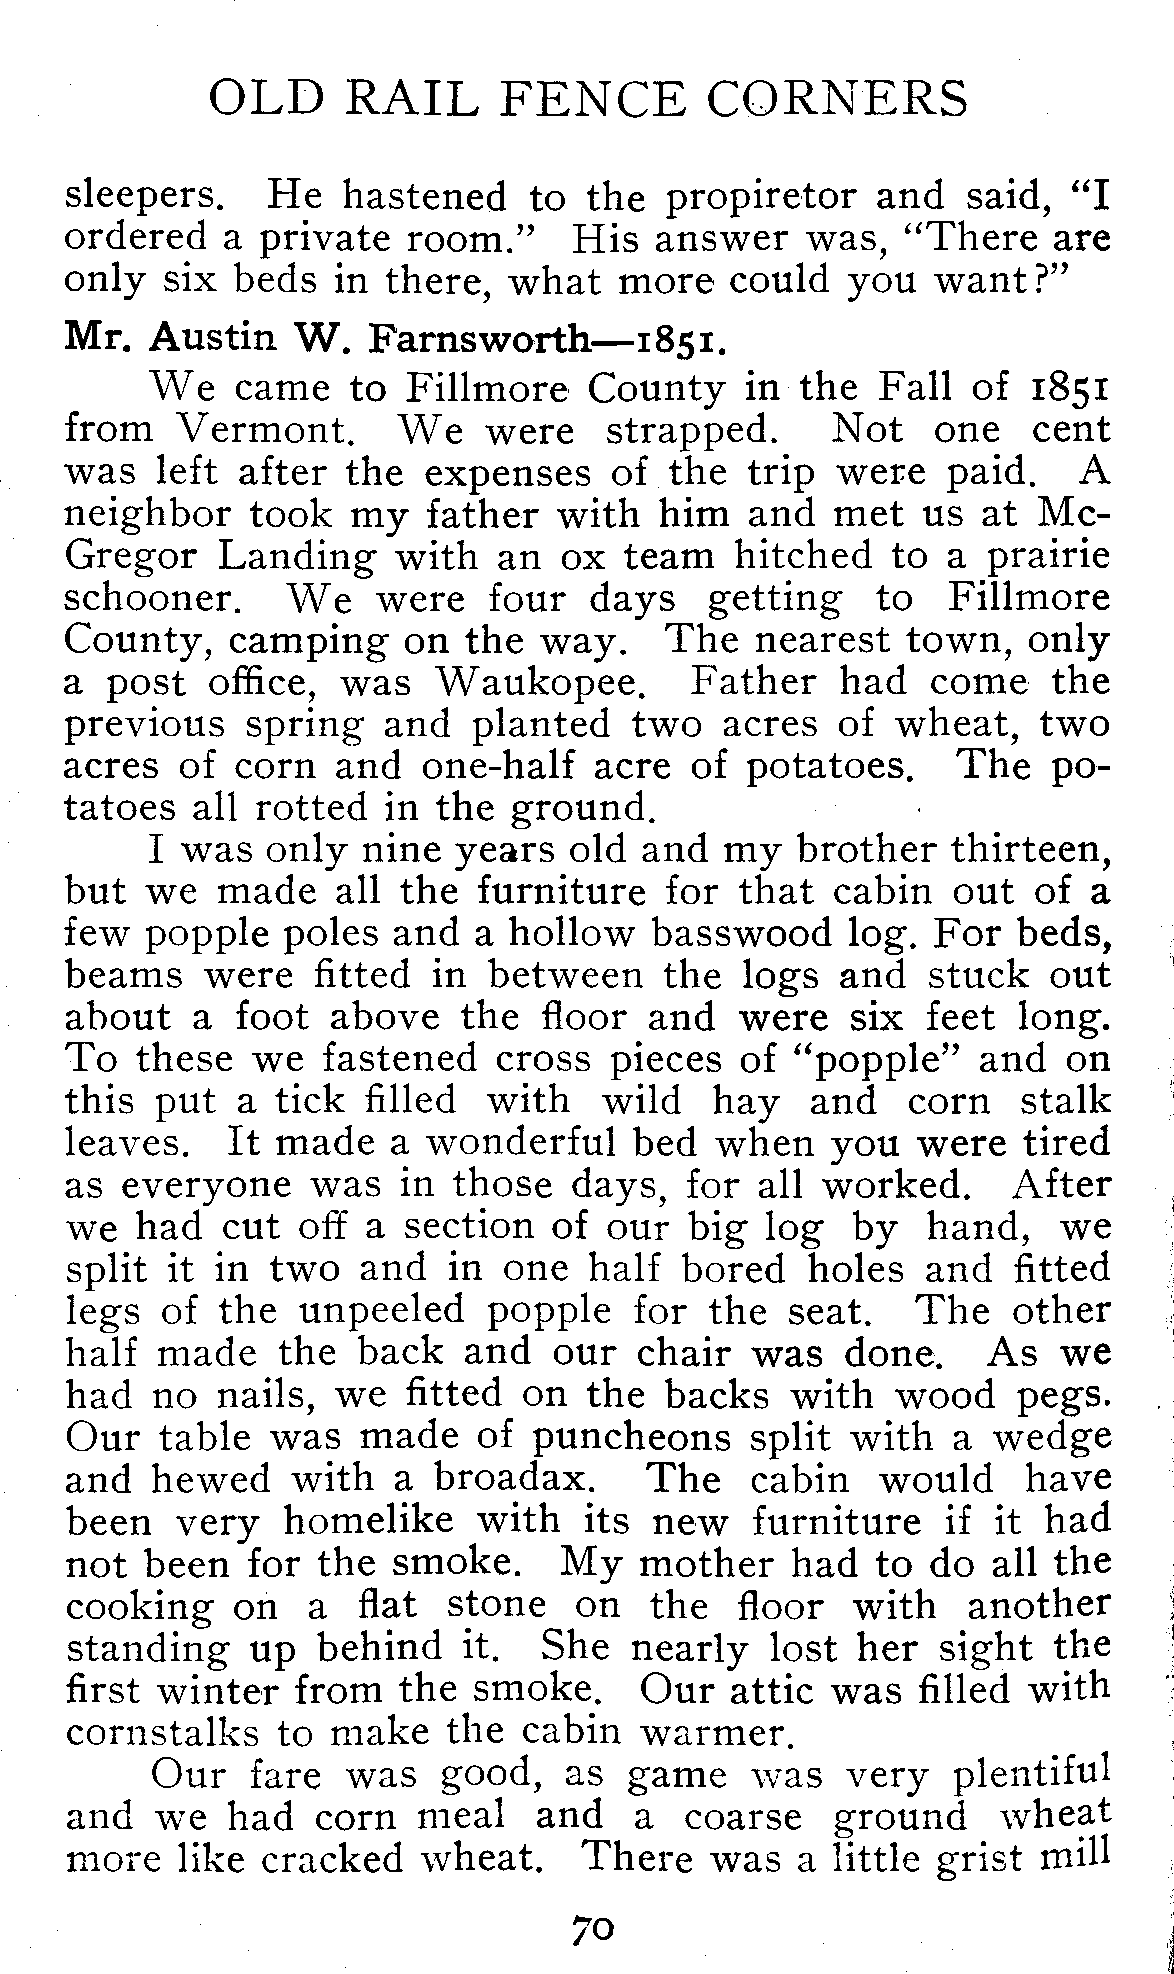 OLD RAIL FENCE CORNERS
sleepers. He hastened to the propiretor and said, “I
ordered a private room.” His answer was, “There are
only six beds in there, what more could you want?”
Mr. Austin W. Farnsworth—1851.
We came to Fillmore County in the Fall of 1851
from Vermont. We were strapped. Not one cent
was left after the expenses of the trip were paid. A
neighbor took my father with him and met us at Mc-
Gregor Landing with an ox team hitched to a prairie
schooner. We were four days getting to Fillmore
County, camping on the way. The nearest town, only
a post office, was Waukopee. Father had come the
previous spring and planted two acres of wheat, two
acres of corn and one-half acre of potatoes. The po-
tatoes all rotted in the ground.
I was only nine years old and my brother thirteen,
but we made all the furniture for that cabin out of a
few popple poles and a hollow basswood log. For beds,
beams were fitted in between the logs and stuck out
about a foot above the floor and were six feet long.
To these we fastened cross pieces of “popple” and on
this put a tick filled with wild hay and corn stalk
leaves. It made a wonderful bed when you were tired
as everyone was in those days, for all worked. After
we had cut off a section of our big log by hand, we
split it in two and in one half bored holes and fitted
legs of the unpeeled popple for the seat. The other
half made the back and our chair was done. As we
had no nails, we fitted on the backs with wood pegs.
Our table was made of puncheons split with a wedge
and hewed with a broadax. The cabin would have
been very homelike with its new furniture if it had
not been for the smoke. My mother had to do all the
cooking on a flat stone on the floor with another
standing up behind it. She nearly lost her sight the
first winter from the smoke. Our attic was filled with
cornstalks to make the cabin warmer.
Our fare was good, as game was very plentiful
and we had corn meal and a coarse ground wheat
more like cracked wheat. There was a little grist mill
70